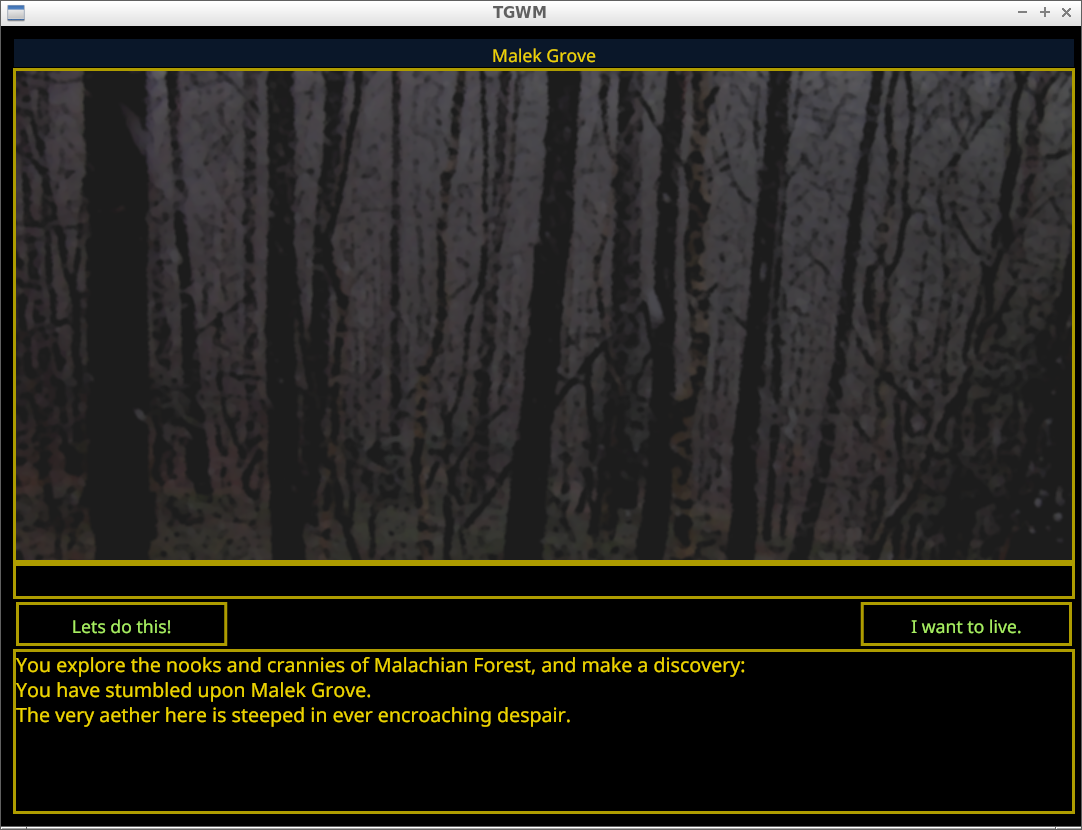 TGWM
Malek Grove
Lets do this!
I want to live.
You explore the nooks and crannies of Malachian Forest, and make a discovery:
You have stumbled upon Malek Grove.
The very aether here is steeped in ever encroaching despair.